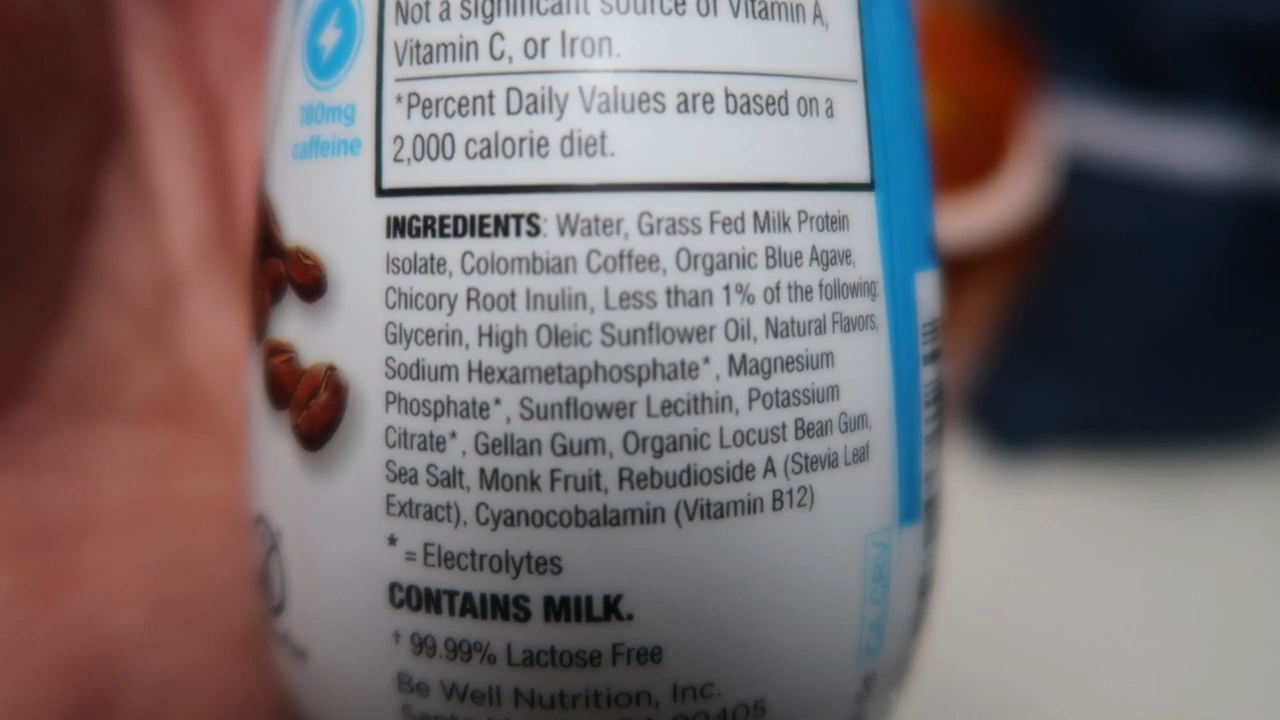 Not a significant source of Vitamin A,
Vitamin C, or Iron.
*Percent Daily Values are based on a
2,000 calorie diet.
180mg
caffeine
INGREDIENTS: Water, Grass Fed Milk Protein
Isolate, Colombian Coffee, Organic Blue Agave,
Chicory Root Inulin, Less than 1% of the following:
Glycerin, High Oleic Sunflower Oil, Natural Flavors,
Sodium Hexametaphosphate*, Magnesium
Phosphate*, Sunflower Lecithin, Potassium
Citrate*, Gellan Gum, Organic Locust Bean Gum,
Sea Salt, Monk Fruit, Rebudioside A (Stevia Leaf
Extract), Cyanocobalamin (Vitamin B12)
* = Electrolytes
CONTAINS MILK.
† 99.99% Lactose Free
Be Well Nutrition, Inc.
90405
CA CRV